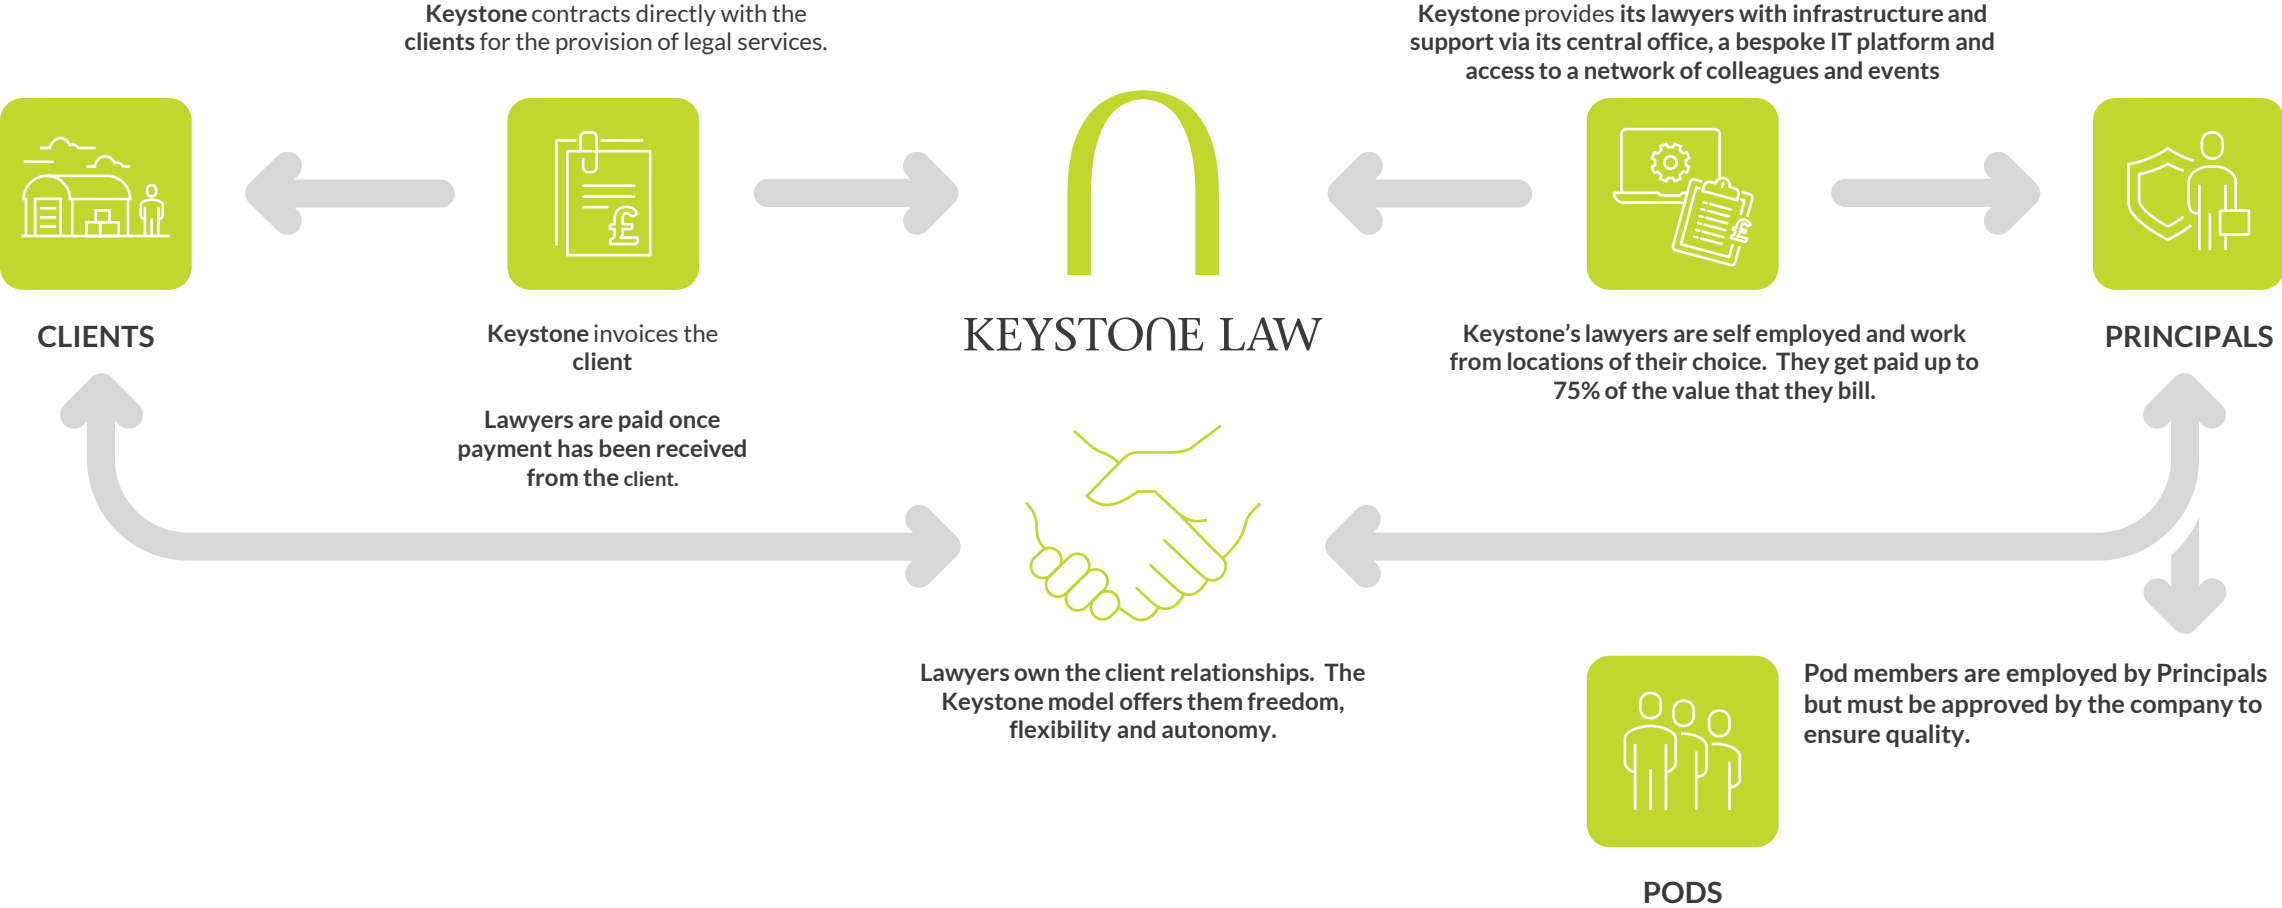 Keystone contracts directly with the
clients for the provision of legal services.
Keystone provides its lawyers with infrastructure and
support via its central office, a bespoke IT platform and
access to a network of colleagues and events
£
£
CLIENTS
Keystone invoices the
client
Lawyers are paid once
payment has been received
from the client.
KEYSTONE LAW
Keystone’s lawyers are self employed and work
from locations of their choice. They get paid up to
75% of the value that they bill.
PRINCIPALS
Lawyers own the client relationships. The
Keystone model offers them freedom,
flexibility and autonomy.
Pod members are employed by Principals
but must be approved by the company to
ensure quality.
PODS